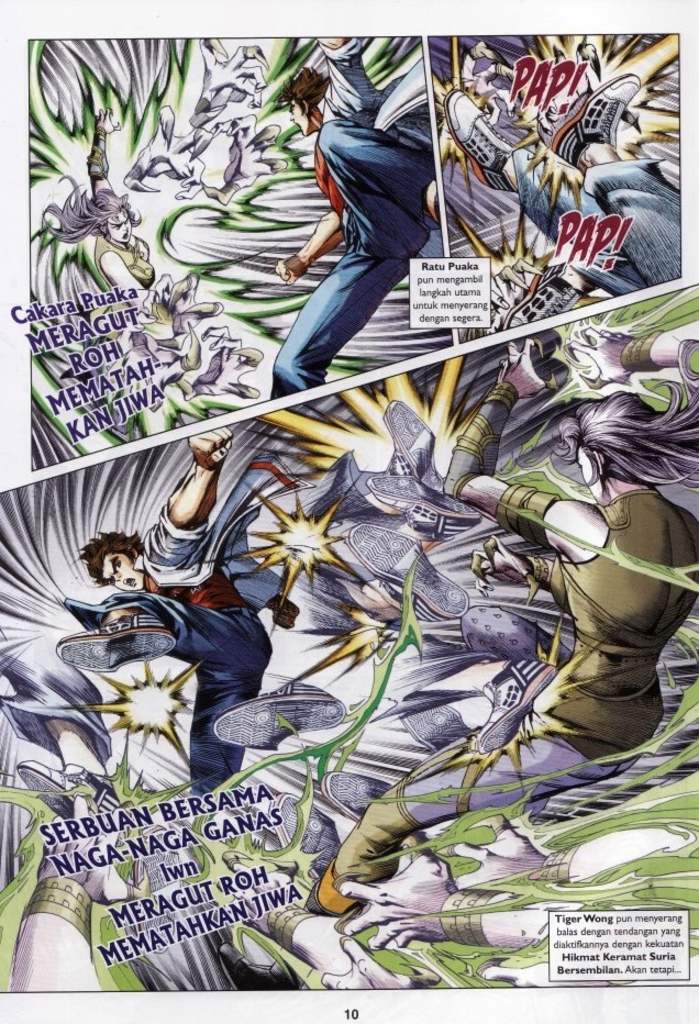 PAP!
PAP!
Ratu Puaka
pun mengambil
langkah utama
untuk menyerang
dengan segera.
Cakara Puaka
MERAGUT
ROH
MEMATAH-
KAN JIWA
SERBUAN BERSAMA
NAGA-NAGA GANAS
lwn
MERAGUT ROH
MEMATAHKAN JIWA
Tiger Wong pun menyerang
balas dengan tendangan yang
diaktifkannya dengan kekuatan
Hikmat Keramat Suria
Bersembilan. Akan tetapi...
10